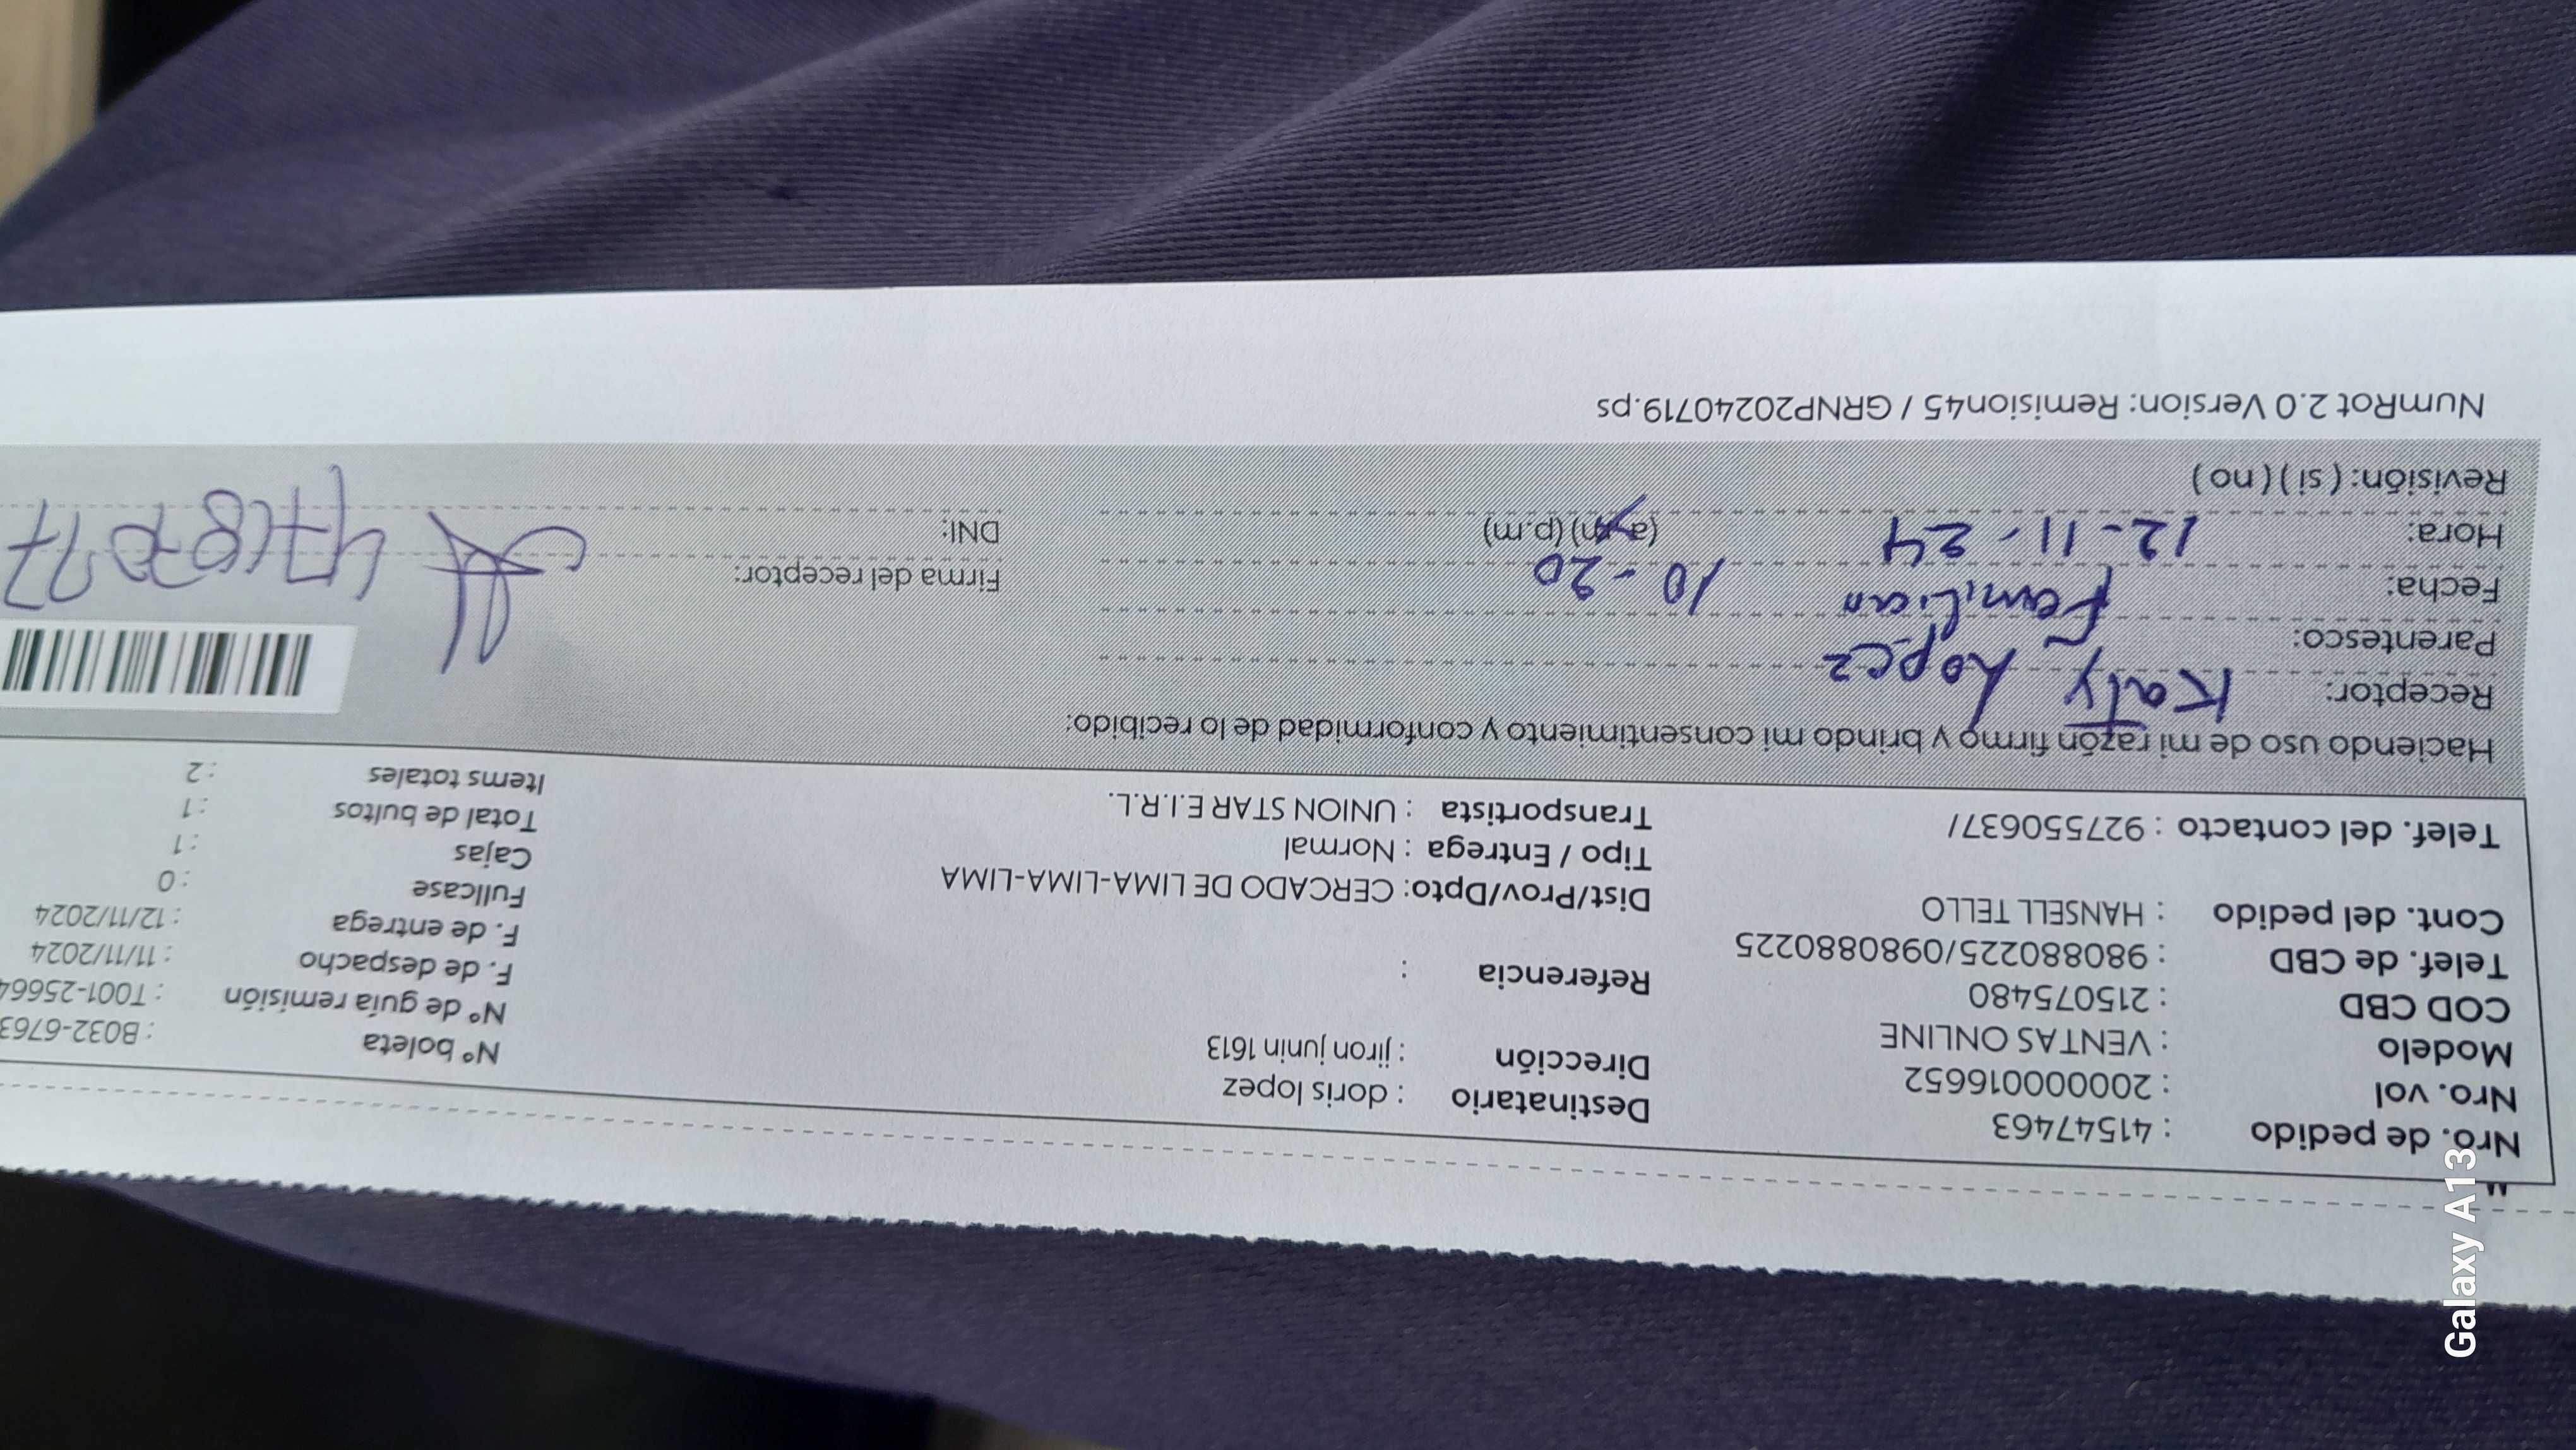 Nro. de pedido : 41547463
Nro. vol : 20000000016652
Modelo : VENTAS ONLINE
COD CBD : 215075480
Telef. de CBD : 980880225/0980880225
Cont. del pedido : HANSELL TELLO
Telef. del contacto : 927550637/
Destinatario : doris lopez
Dirección : jiron junin 1613
Referencia :
Dist/Prov/Dpto: CERCADO DE LIMA-LIMA-LIMA
Tipo / Entrega : Normal
Transportista : UNION STAR E.I.R.L.
Nº boleta : B032-6763
Nº de guía remisión : T001-25664
F. de despacho : 11/11/2024
F. de entrega : 12/11/2024
Fullcase : 0
Cajas : 1
Total de bultos : 1
Items totales : 2
Haciendo uso de mi razón firmo y brindo mi consentimiento y conformidad de lo recibido:
Receptor: Katy Lopez
Parentesco: Familiar
Fecha: 10-20
Hora: 12-11-24 (a.m) (p.m)
Revisión: ( si ) ( no )
Firma del receptor:
DNI:
NumRot 2.0 Version: Remision45 / GRNP20240719.ps
Galaxy A13